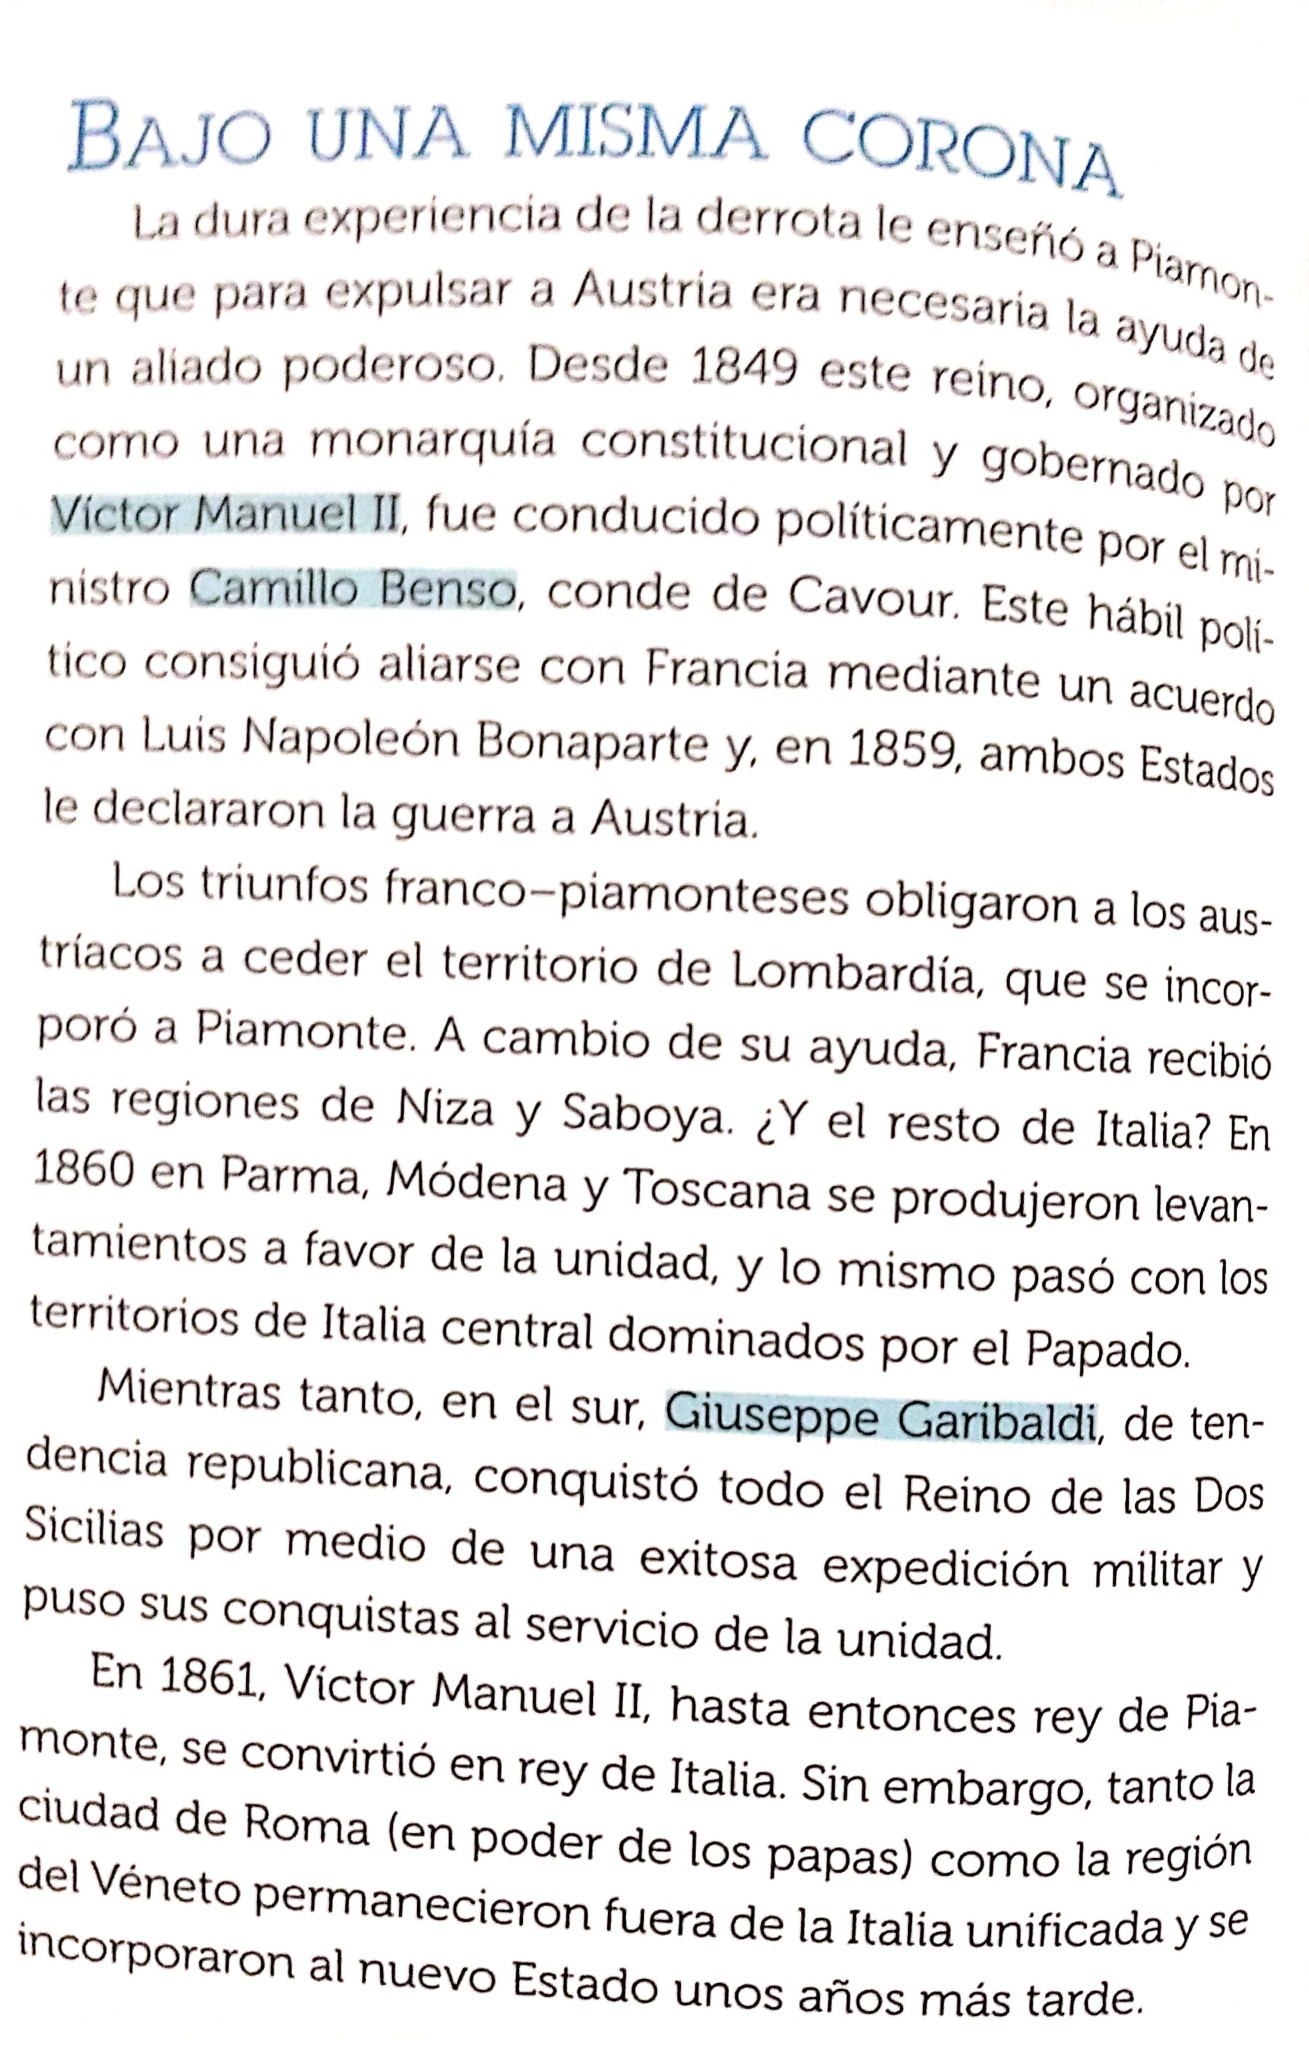 BAJO UNA MISMA CORONA
La dura experiencia de la derrota le enseñó a Piamon-
te que para expulsar a Austria era necesaria la ayuda de
un aliado poderoso. Desde 1849 este reino, organizado
como una monarquía constitucional y gobernado por
Víctor Manuel II, fue conducido políticamente por el mi-
nistro Camillo Benso, conde de Cavour. Este hábil polí-
tico consiguió aliarse con Francia mediante un acuerdo
con Luis Napoleón Bonaparte y, en 1859, ambos Estados
le declararon la guerra a Austria.
Los triunfos franco–piamonteses obligaron a los aus-
tríacos a ceder el territorio de Lombardía, que se incor-
poró a Piamonte. A cambio de su ayuda, Francia recibió
las regiones de Niza y Saboya. ¿Y el resto de Italia? En
1860 en Parma, Módena y Toscana se produjeron levan-
tamientos a favor de la unidad, y lo mismo pasó con los
territorios de Italia central dominados por el Papado.
Mientras tanto, en el sur, Giuseppe Garibaldi, de ten-
dencia republicana, conquistó todo el Reino de las Dos
Sicilias por medio de una exitosa expedición militar y
puso sus conquistas al servicio de la unidad.
En 1861, Víctor Manuel II, hasta entonces rey de Pia-
monte, se convirtió en rey de Italia. Sin embargo, tanto la
ciudad de Roma (en poder de los papas) como la región
del Véneto permanecieron fuera de la Italia unificada y se
incorporaron al nuevo Estado unos años más tarde.